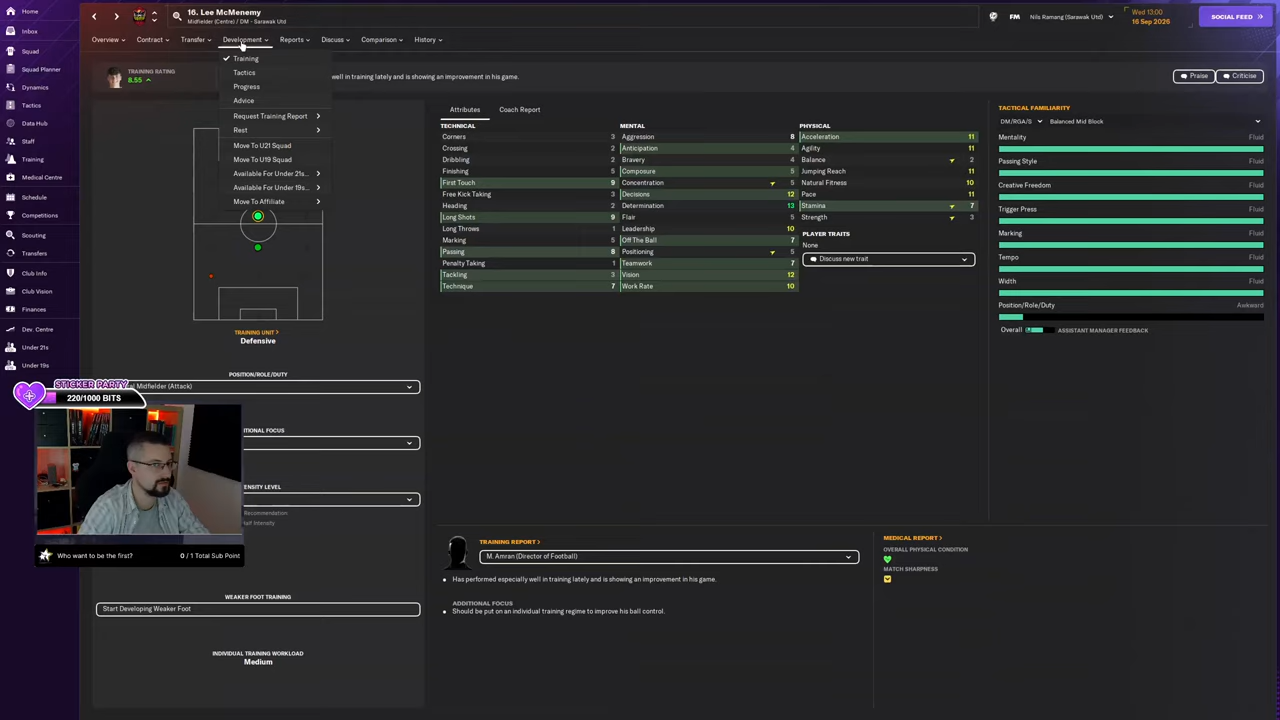 Home
Inbox
Squad
Squad Planner
Dynamics
Tactics
Data Hub
Staff
Training
Medical Centre
Schedule
Competitions
Scouting
Transfers
Club Info
Club Vision
Finances
Dev. Centre
Under 21s
Under 19s
16. Lee McMenemy
Midfielder (Centre) / DM - Sarawak Utd
FM
Nils Ramang (Sarawak Utd)
Wed 13:00
16 Sep 2026
SOCIAL FEED
Overview
Contract
Transfer
Development
Reports
Discuss
Comparison
History
Training
Tactics
Progress
Advice
Request Training Report
Rest
Move To U21 Squad
Move To U19 Squad
Available For Under 21s...
Available For Under 19s...
Move To Affiliate
TRAINING RATING
8.55
well in training lately and is showing an improvement in his game.
Praise
Criticise
TRAINING UNIT
Defensive
POSITION/ROLE/DUTY
al Midfielder (Attack)
ITIONAL FOCUS
ENSITY LEVEL
Recommendation:
Half Intensity
WEAKER FOOT TRAINING
Start Developing Weaker Foot
INDIVIDUAL TRAINING WORKLOAD
Medium
STICKER PARTY
220/1000 BITS
Who want to be the first?
0 / 1 Total Sub Point
Attributes
Coach Report
TECHNICAL
Corners 3
Crossing 2
Dribbling 2
Finishing 5
First Touch 9
Free Kick Taking 3
Heading 2
Long Shots 9
Long Throws 1
Marking 5
Passing 8
Penalty Taking 1
Tackling 3
Technique 7
MENTAL
Aggression 8
Anticipation 4
Bravery 4
Composure 5
Concentration 5
Decisions 12
Determination 13
Flair 5
Leadership 10
Off The Ball 7
Positioning 5
Teamwork 7
Vision 12
Work Rate 10
PHYSICAL
Acceleration 11
Agility 11
Balance 2
Jumping Reach 11
Natural Fitness 10
Pace 11
Stamina 7
Strength 3
PLAYER TRAITS
None
Discuss new trait
TACTICAL FAMILIARITY
DM/RGA/S
Balanced Mid Block
Mentality Fluid
Passing Style Fluid
Creative Freedom Fluid
Trigger Press Fluid
Marking Fluid
Tempo Fluid
Width Fluid
Position/Role/Duty Awkward
Overall
ASSISTANT MANAGER FEEDBACK
TRAINING REPORT
M. Amran (Director of Football)
Has performed especially well in training lately and is showing an improvement in his game.
ADDITIONAL FOCUS
Should be put on an individual training regime to improve his ball control.
MEDICAL REPORT
OVERALL PHYSICAL CONDITION
MATCH SHARPNESS